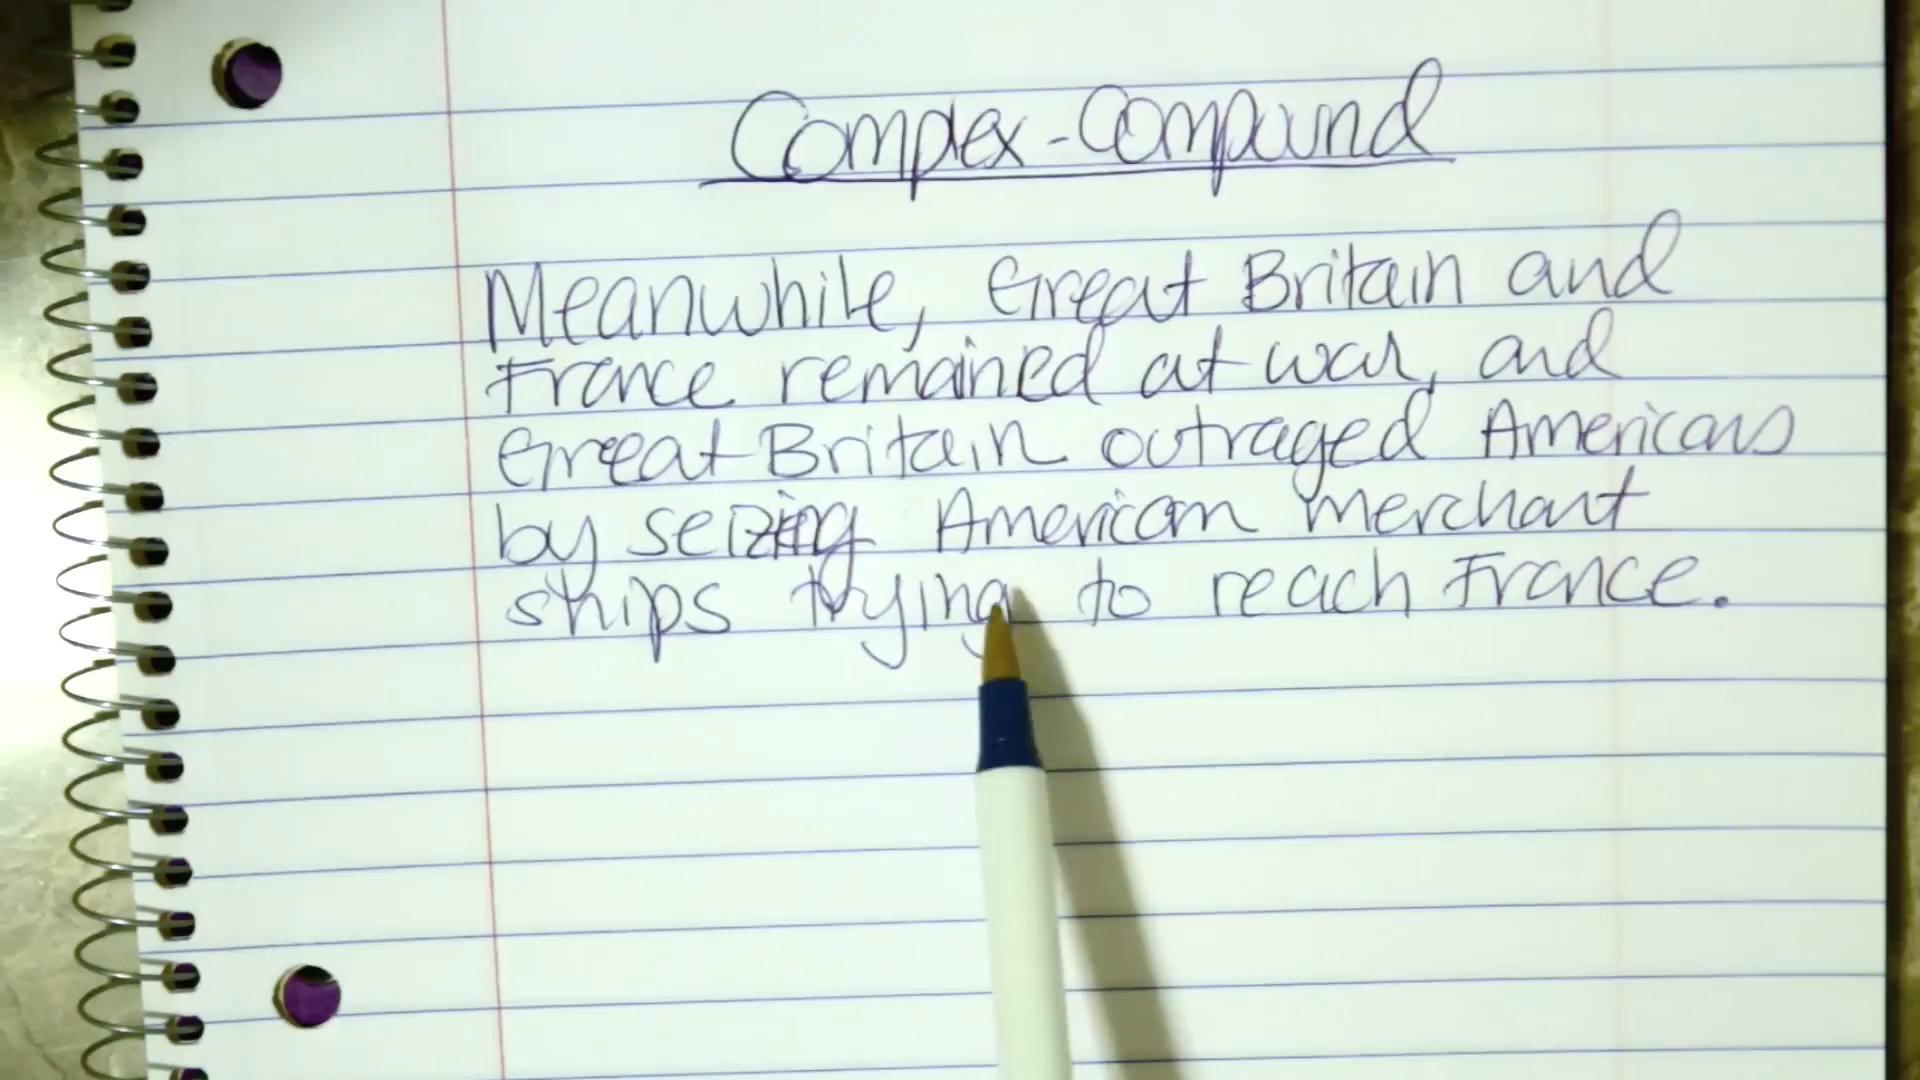 Complex-Compound
Meanwhile, Great Britain and
France remained at war, and
Great Britain outraged Americans
by seizing American merchant
ships trying to reach France.